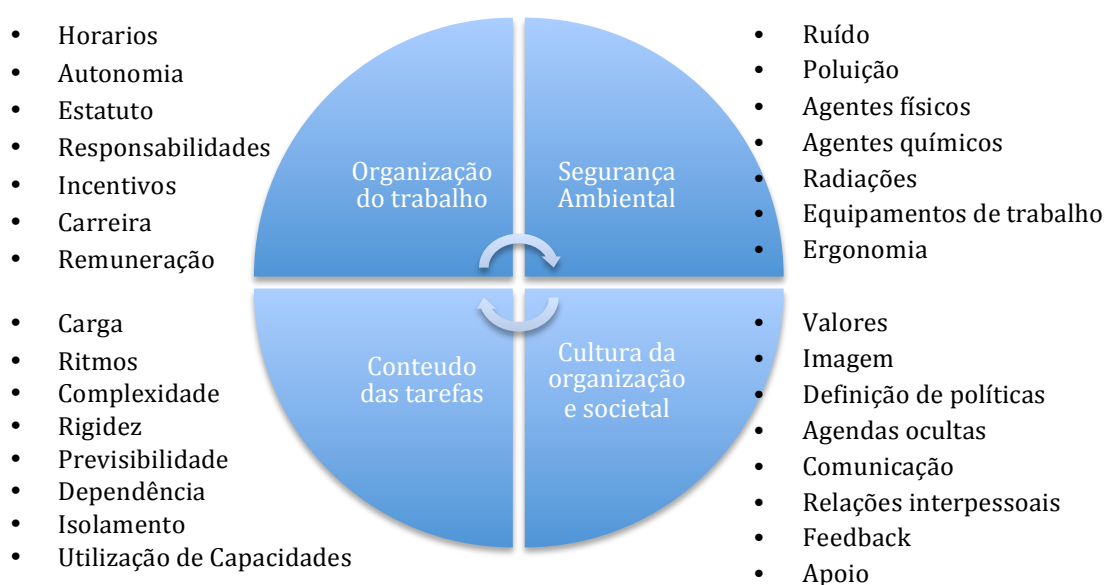 • Horarios
• Autonomia
• Estatuto
• Responsabilidades
• Incentivos
• Carreira
• Remuneração
Organização
do trabalho
Segurança
Ambiental
• Ruído
• Poluição
• Agentes físicos
• Agentes químicos
• Radiações
• Equipamentos de trabalho
• Ergonomia
• Carga
• Ritmos
• Complexidade
• Rigidez
• Previsibilidade
• Dependência
• Isolamento
• Utilização de Capacidades
Conteudo
das tarefas
Cultura da
organização
e societal
• Valores
• Imagem
• Definição de políticas
• Agendas ocultas
• Comunicação
• Relações interpessoais
• Feedback
• Apoio